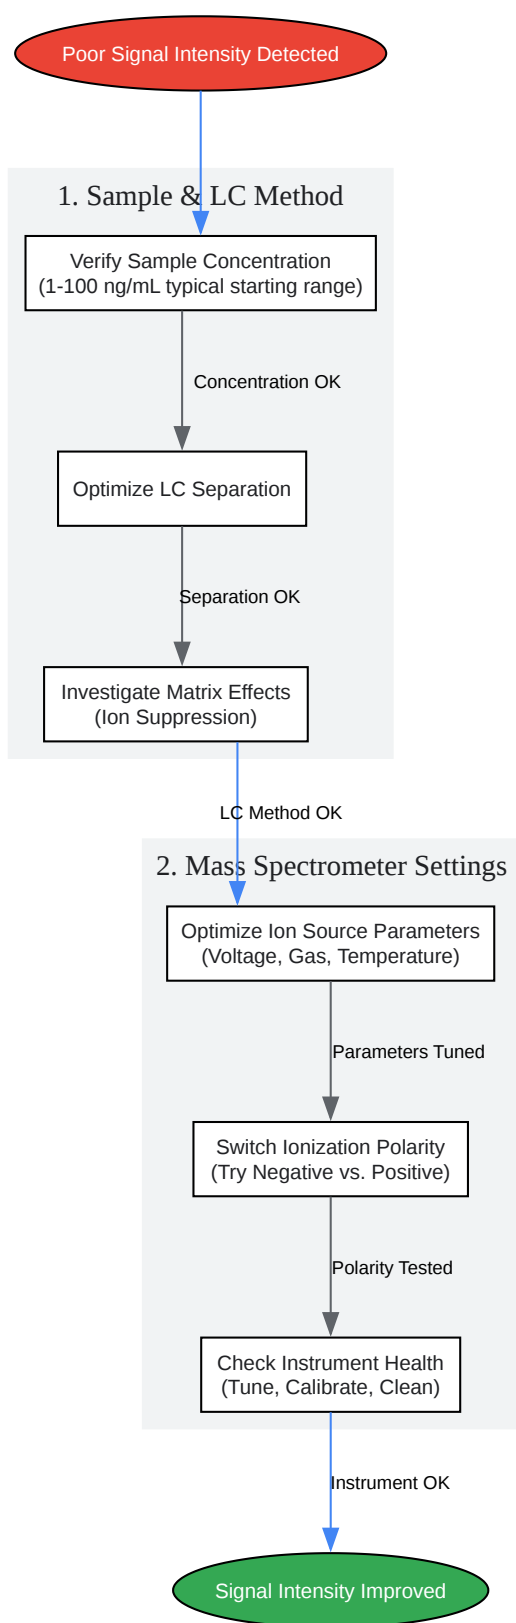 Poor Signal Intensity Detected
1. Sample & LC Method
Verify Sample Concentration
(1-100 ng/mL typical starting range)
Concentration OK
Optimize LC Separation
Separation OK
Investigate Matrix Effects
(Ion Suppression)
LC Method OK
2. Mass Spectrometer Settings
Optimize Ion Source Parameters
(Voltage, Gas, Temperature)
Parameters Tuned
Switch Ionization Polarity
(Try Negative vs. Positive)
Polarity Tested
Check Instrument Health
(Tune, Calibrate, Clean)
Instrument OK
Signal Intensity Improved